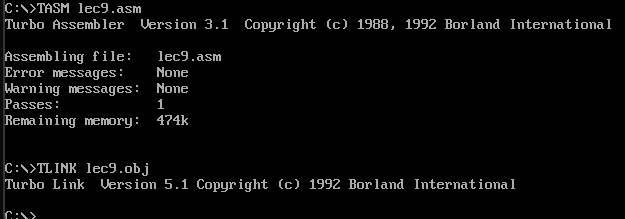 C:\>TASM lec9.asm
Turbo Assembler  Version 3.1  Copyright (c) 1988, 1992 Borland International
Assembling file:   lec9.asm
Error messages:    None
Warning messages:  None
Passes:            1
Remaining memory:  474k
C:\>TLINK lec9.obj
Turbo Link  Version 5.1 Copyright (c) 1992 Borland International
C:\>